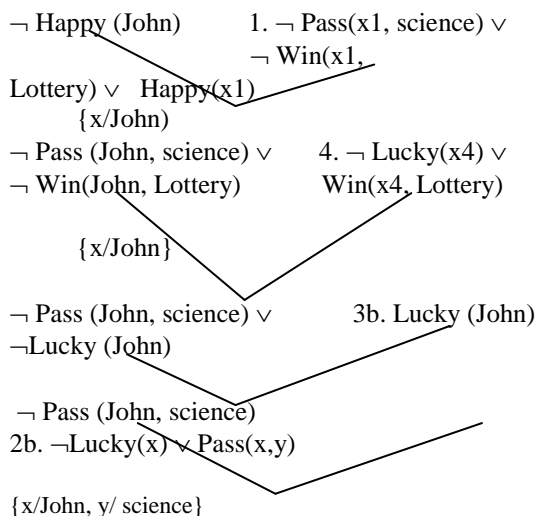 ¬ Happy (John) 1. ¬ Pass(x1, science) ∨
¬ Win(x1,
Lottery) ∨ Happy(x1)
{x/John)
¬ Pass (John, science) ∨ 4. ¬ Lucky(x4) ∨
¬ Win(John, Lottery) Win(x4, Lottery)
{x/John}
¬ Pass (John, science) ∨ 3b. Lucky (John)
¬Lucky (John)
¬ Pass (John, science)
2b. ¬Lucky(x) ∨ Pass(x,y)
{x/John, y/ science}